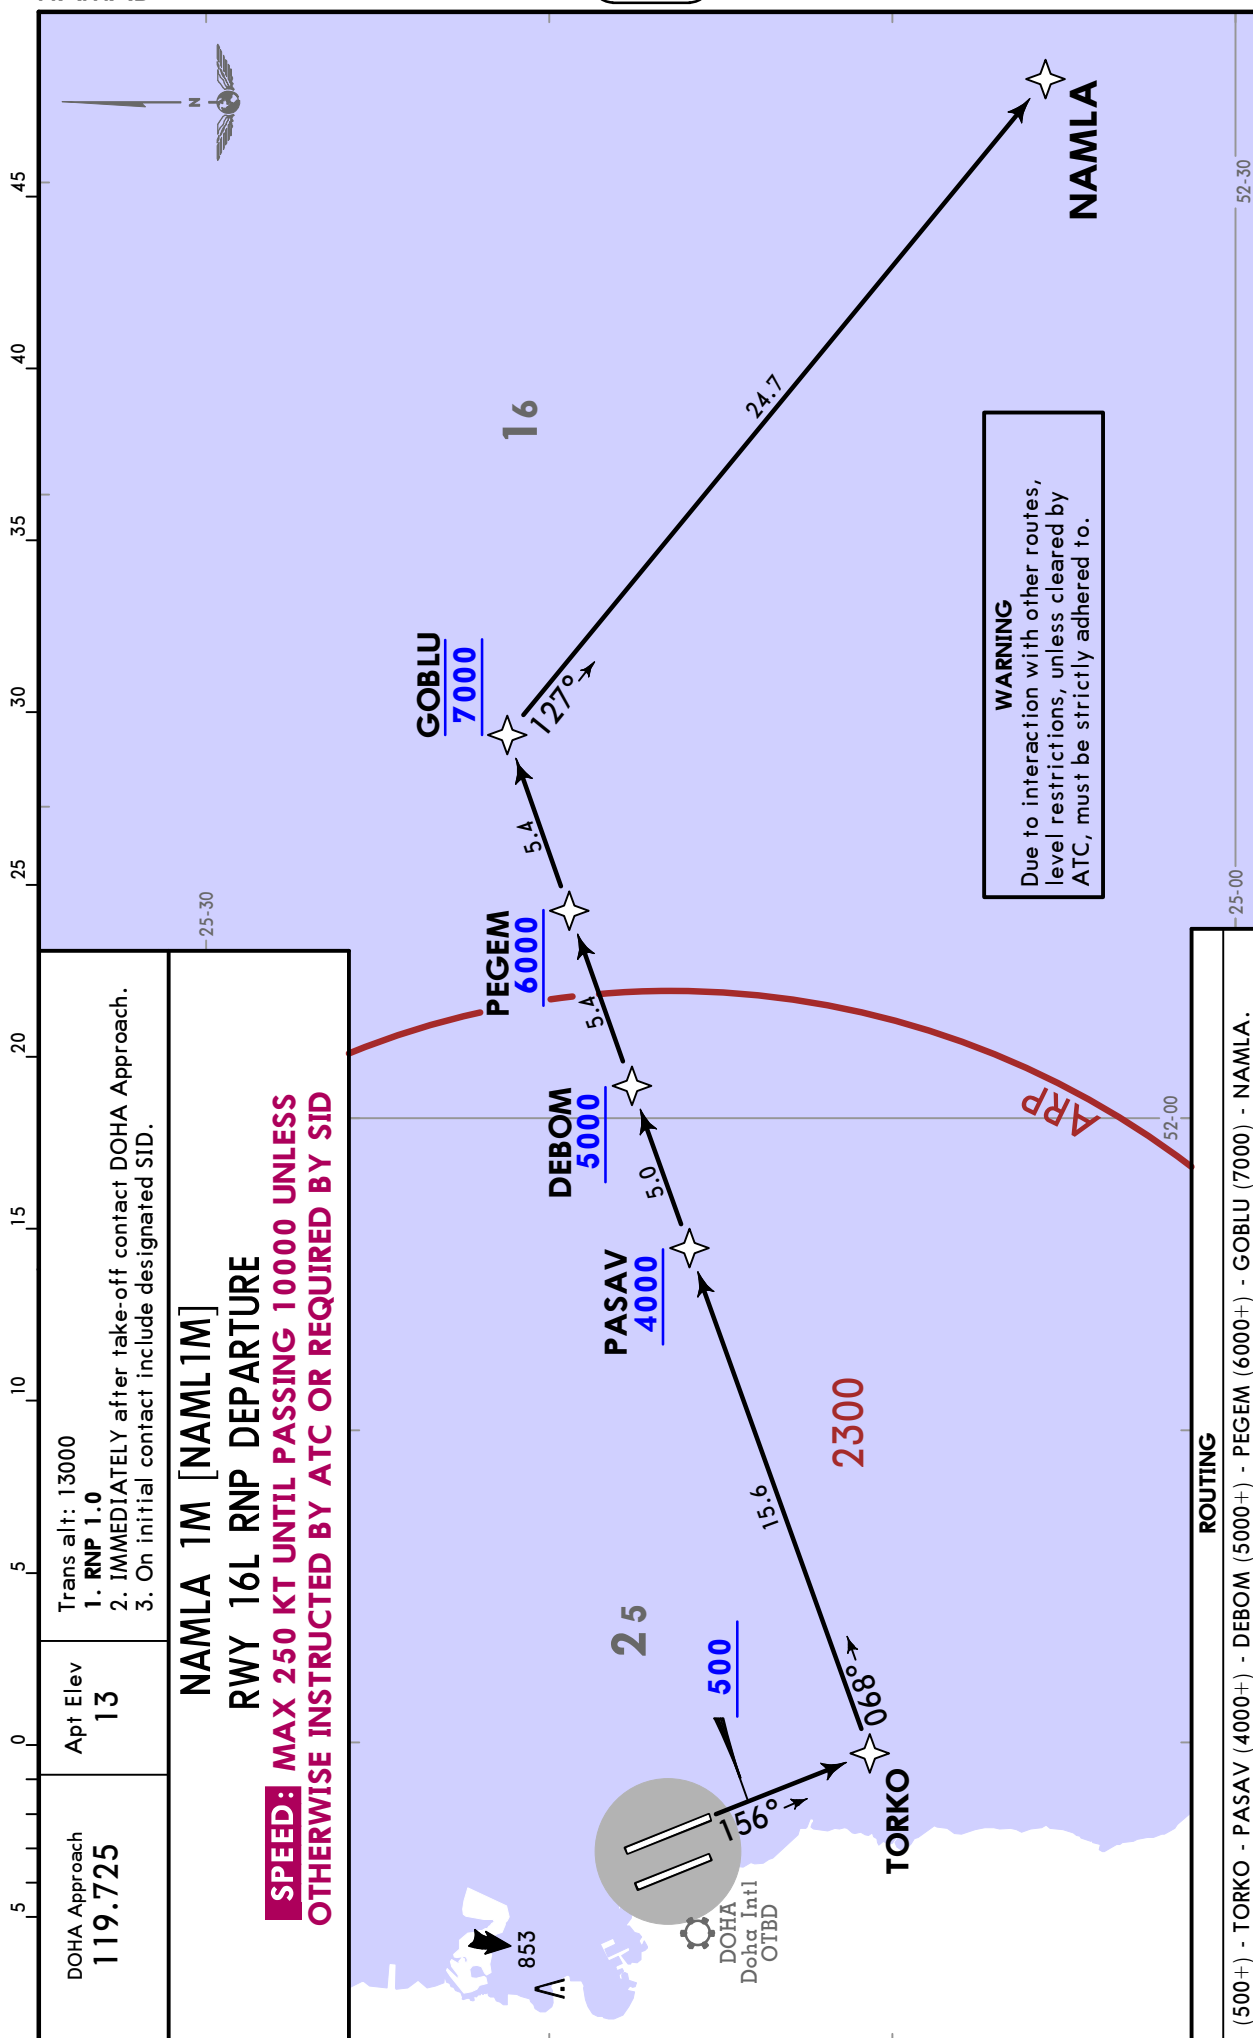 5 0 5 10 15 20 25 30 35 40 45
DOHA Approach
119.725
Apt Elev
13
Trans alt: 13000
1. RNP 1.0
2. IMMEDIATELY after take-off contact DOHA Approach.
3. On initial contact include designated SID.
NAMLA 1M [NAML1M]
RWY 16L RNP DEPARTURE
SPEED: MAX 250 KT UNTIL PASSING 10000 UNLESS
OTHERWISE INSTRUCTED BY ATC OR REQUIRED BY SID
N
25-30
GOBLU
7000
16
PEGEM
6000
5.4
127°
853
DEBOM
5000
5.4
PASAV
4000
5.0
25
500
24.7
DOHA
Doha Intl
OTBD
156°
15.6
2300
068°
TORKO
NAMLA
WARNING
Due to interaction with other routes,
level restrictions, unless cleared by
ATC, must be strictly adhered to.
ARP
52-00
25-00
52-30
ROUTING
(500+) - TORKO - PASAV (4000+) - DEBOM (5000+) - PEGEM (6000+) - GOBLU (7000) - NAMLA.